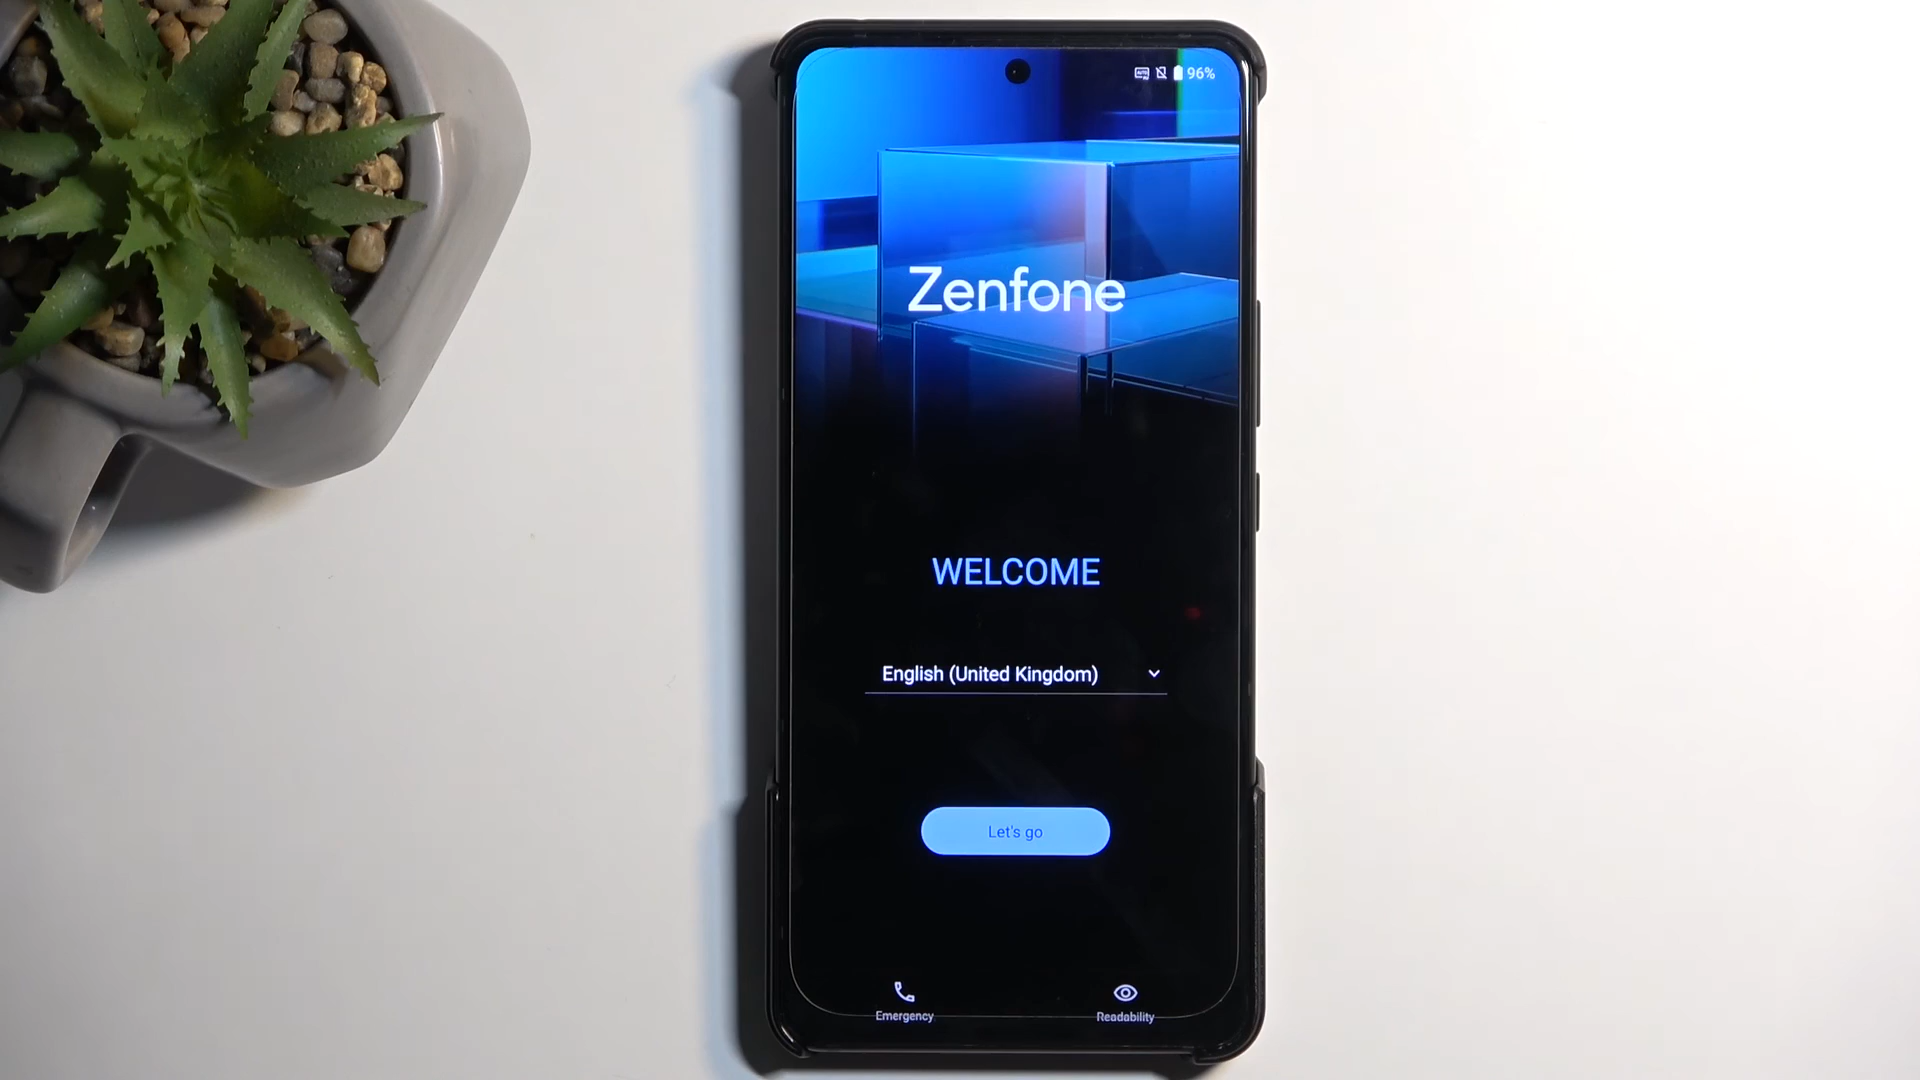 96%
Zenfone
WELCOME
English (United Kingdom)
Let's go
Emergency
Readability